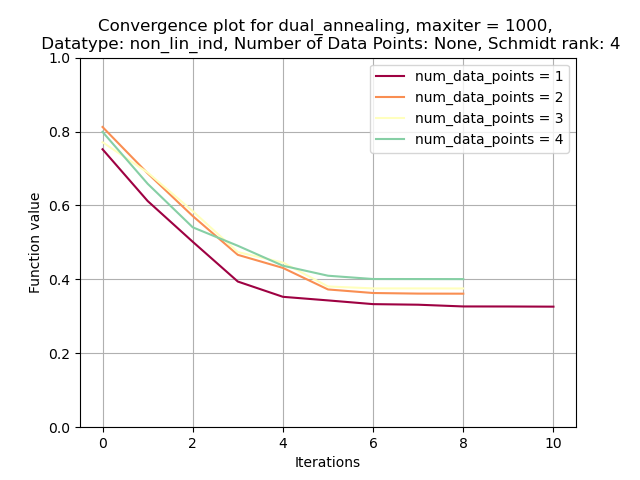 Convergence plot for dual_annealing, maxiter = 1000,
Datatype: non_lin_ind, Number of Data Points: None, Schmidt rank: 4
1.0
0.8
0.6
0.4
0.2
0.0
Function value
num_data_points = 1
num_data_points = 2
num_data_points = 3
num_data_points = 4
0 2 4 6 8 10
Iterations